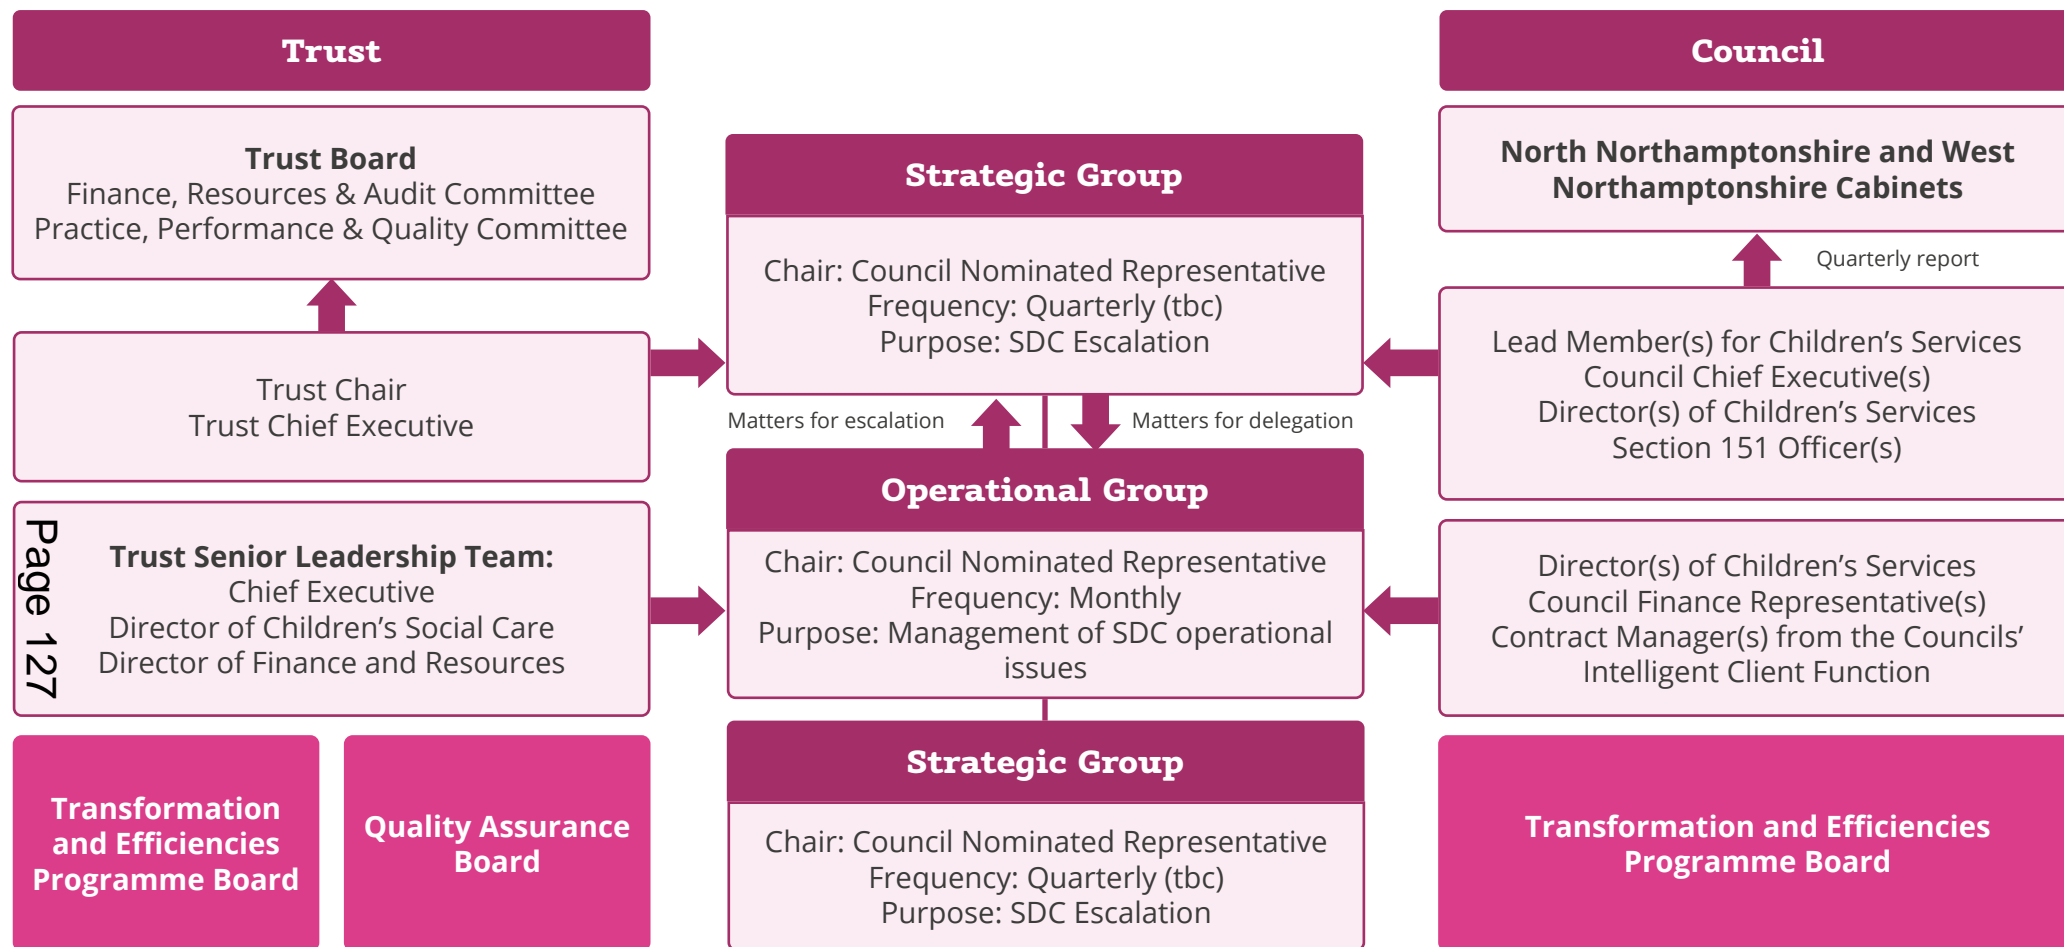 Trust
Trust Board
Finance, Resources & Audit Committee
Practice, Performance & Quality Committee
Trust Chair
Trust Chief Executive
Page 127
Trust Senior Leadership Team:
Chief Executive
Director of Children’s Social Care
Director of Finance and Resources
Transformation
and Efficiencies
Programme Board
Quality Assurance
Board
Strategic Group
Chair: Council Nominated Representative
Frequency: Quarterly (tbc)
Purpose: SDC Escalation
Matters for escalation
Matters for delegation
Operational Group
Chair: Council Nominated Representative
Frequency: Monthly
Purpose: Management of SDC operational
issues
Strategic Group
Chair: Council Nominated Representative
Frequency: Quarterly (tbc)
Purpose: SDC Escalation
Council
North Northamptonshire and West
Northamptonshire Cabinets
Quarterly report
Lead Member(s) for Children’s Services
Council Chief Executive(s)
Director(s) of Children’s Services
Section 151 Officer(s)
Director(s) of Children’s Services
Council Finance Representative(s)
Contract Manager(s) from the Councils’
Intelligent Client Function
Transformation and Efficiencies
Programme Board